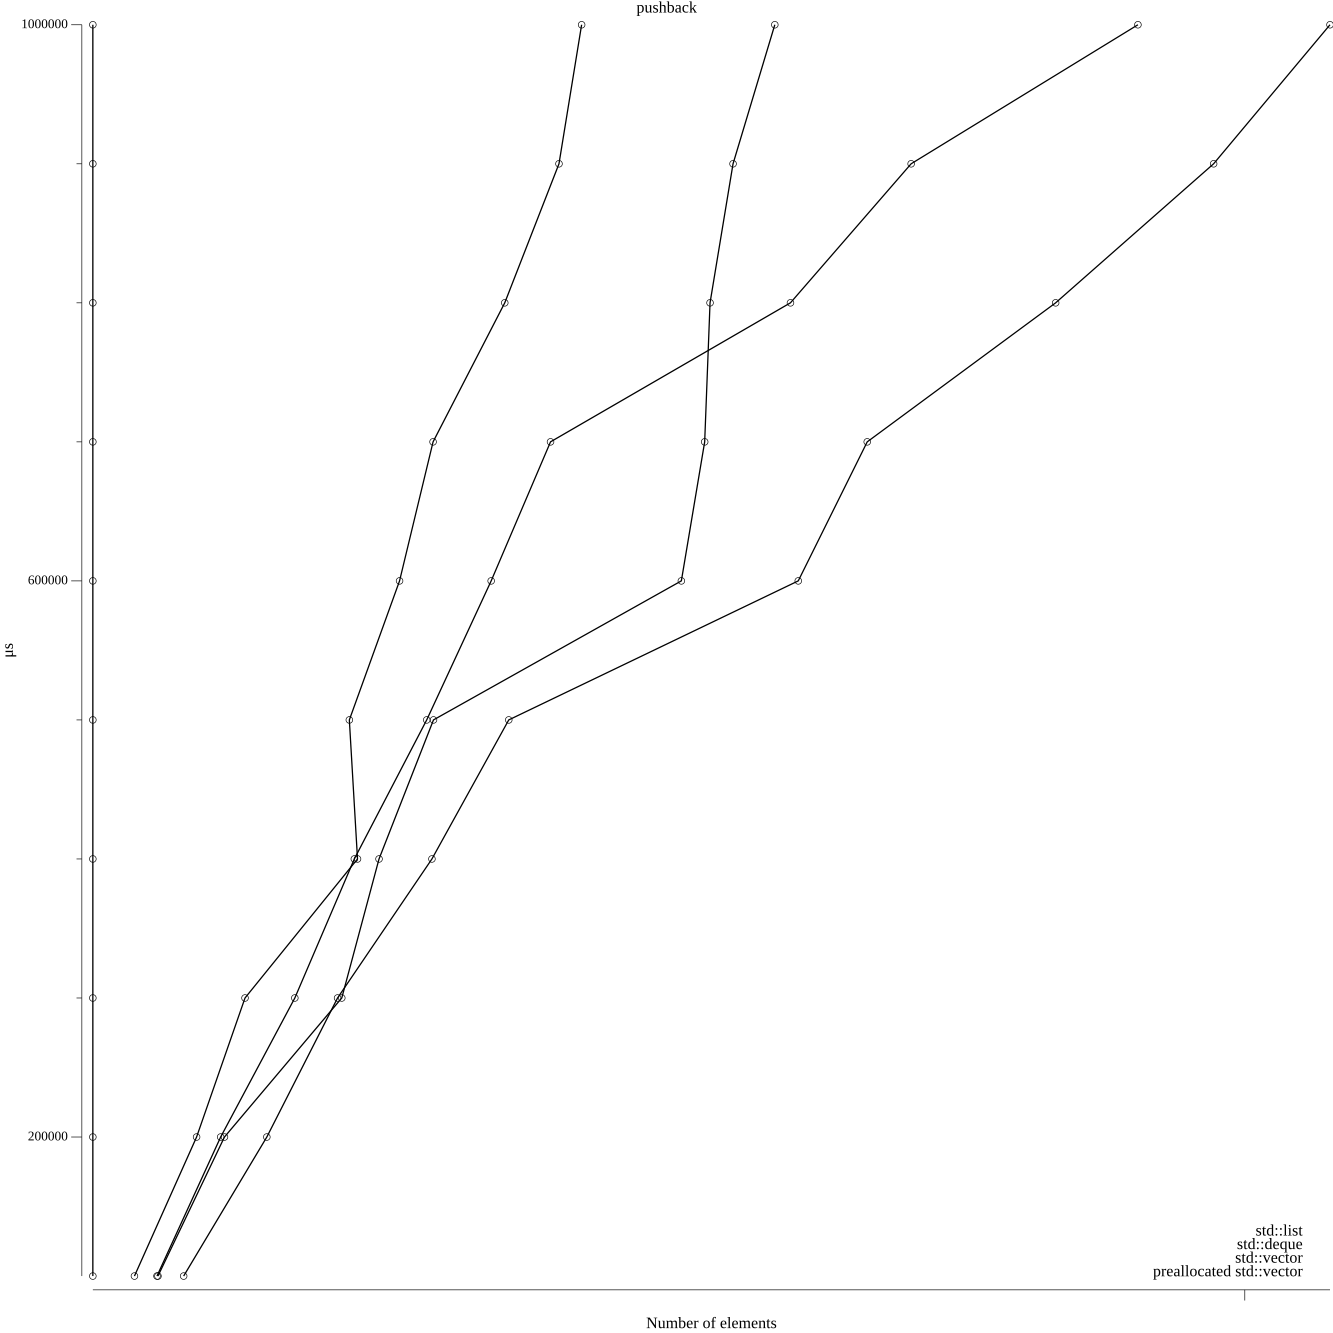 pushback
1000000
600000
µs
200000
std::list
std::deque
std::vector
preallocated std::vector
Number of elements